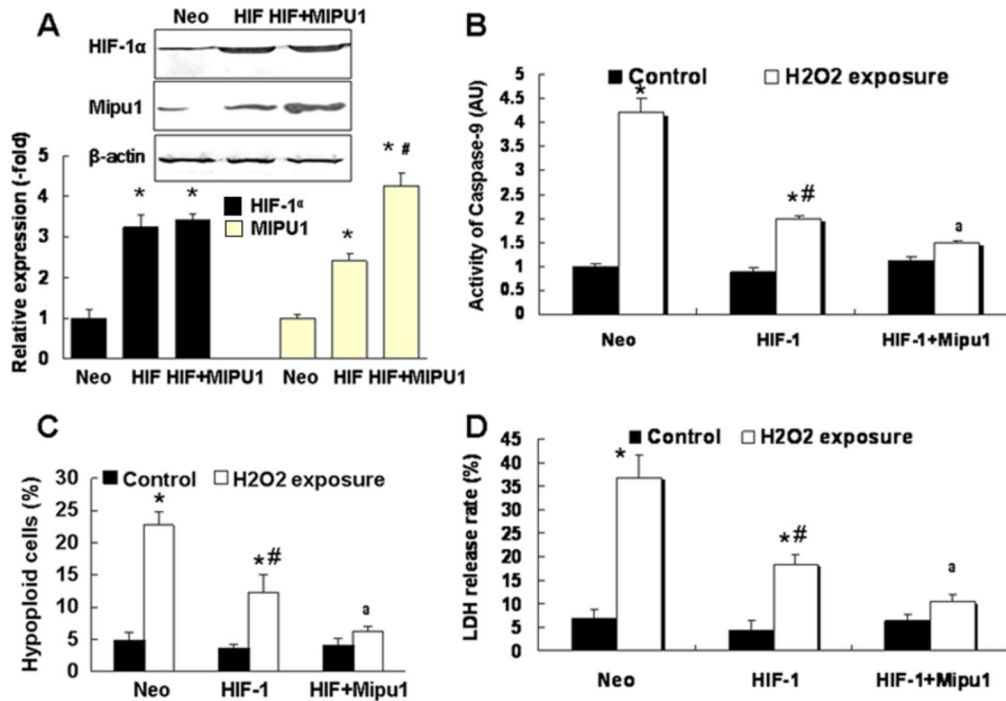 A
Neo HIF HIF+MIPU1
HIF-1α
Mipu1
β-actin
Relative expression (-fold)
5
4
3
2
1
0
* * * * #
HIF-1α
MIPU1
Neo HIF HIF+MIPU1 Neo HIF HIF+MIPU1
B
Control H2O2 exposure
Activity of Caspase-9 (AU)
5
4.5
4
3.5
3
2.5
2
1.5
1
0.5
0
* *# a
Neo HIF-1 HIF-1+Mipu1
C
Control H2O2 exposure
Hypoploid cells (%)
30
25
20
15
10
5
0
* *# a
Neo HIF-1 HIF+Mipu1
D
Control H2O2 exposure
LDH release rate (%)
45
40
35
30
25
20
15
10
5
0
* *# a
Neo HIF-1 HIF-1+Mipu1